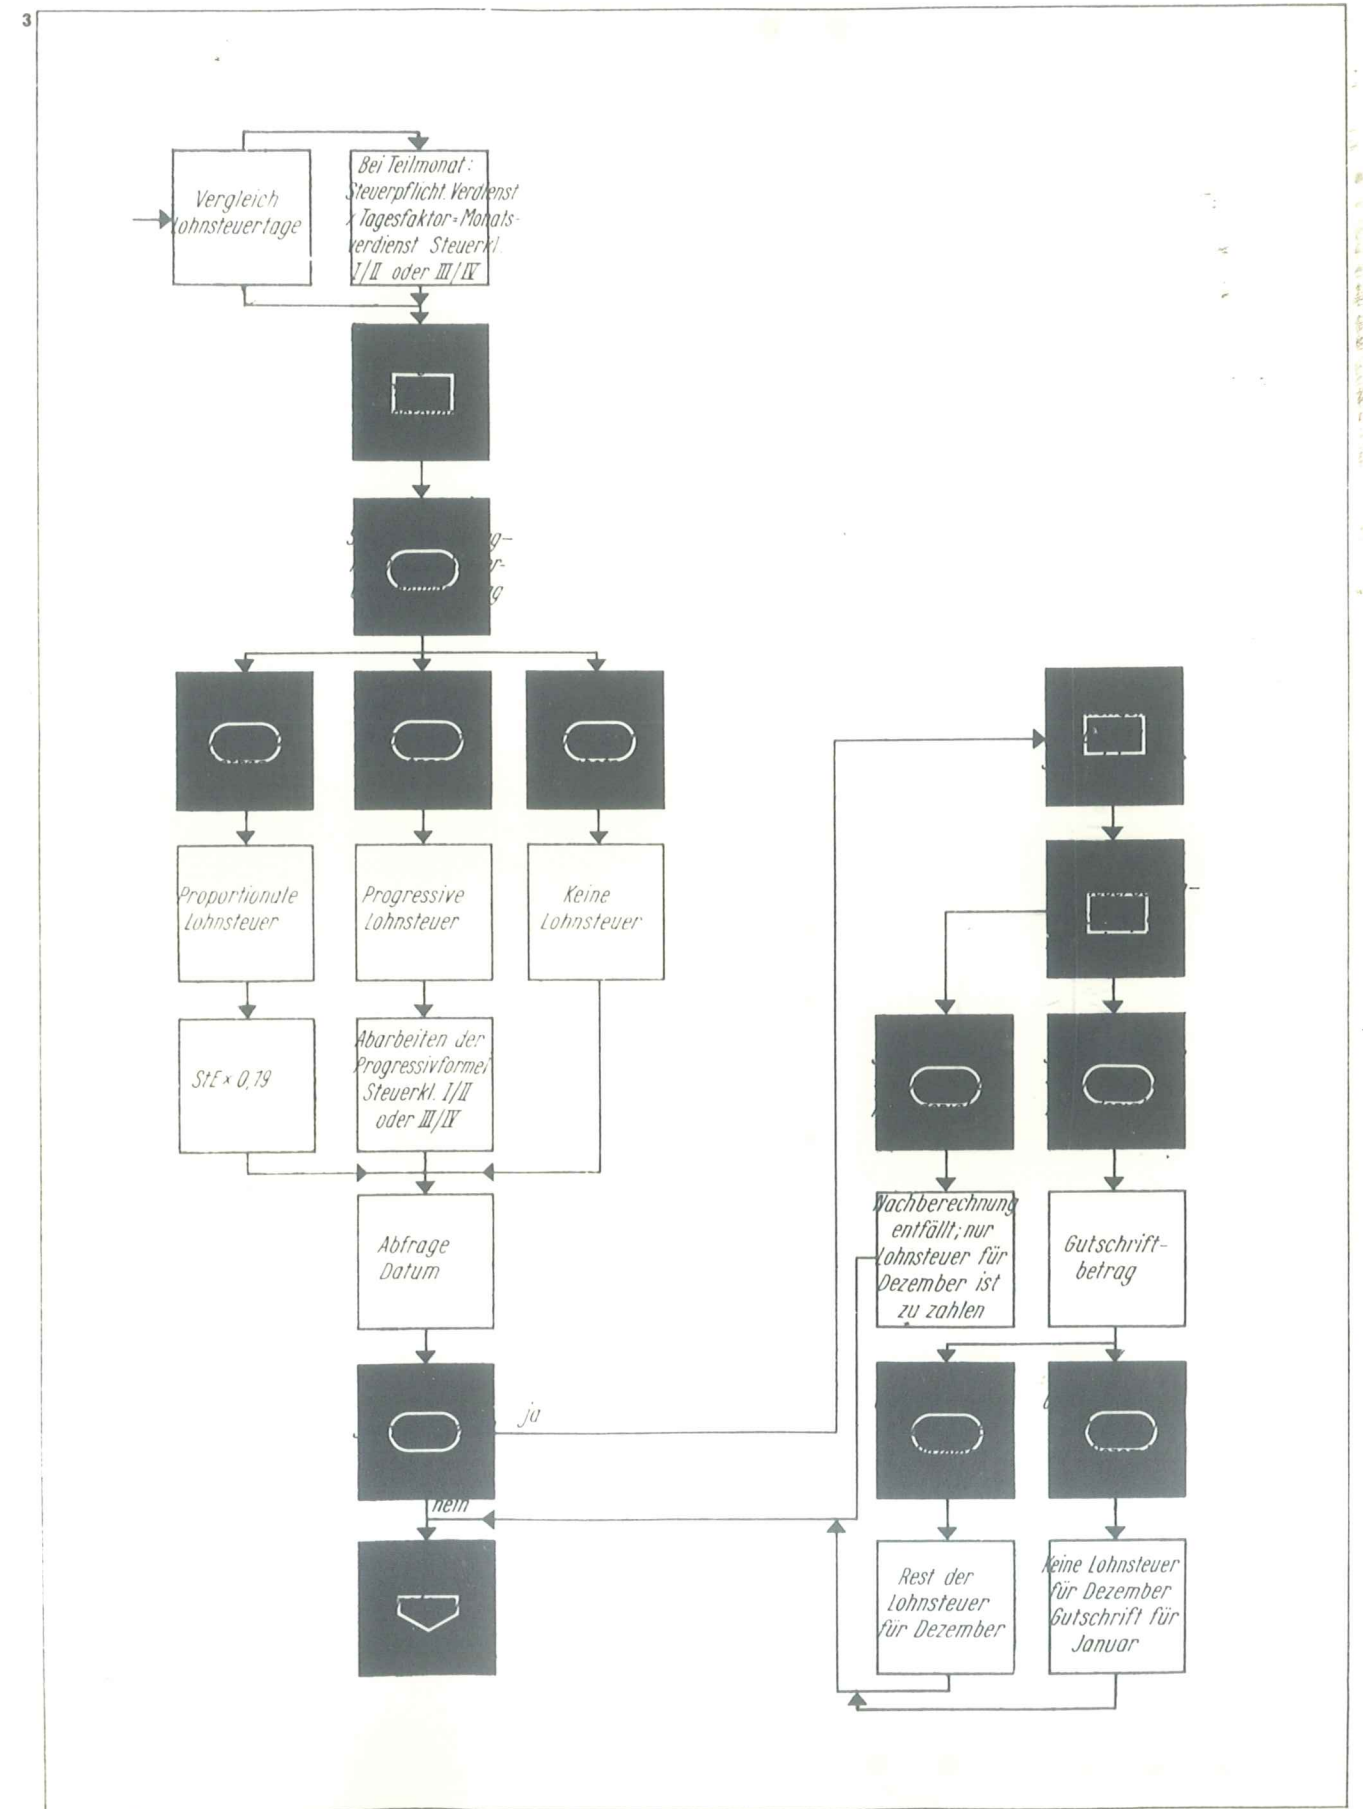 3
Vergleich
Lohnsteuertage
Bei Teilmonat:
Steuerpflicht. Verdienst
x Tagesfaktor=Monats-
verdienst Steuerkl.
I/II oder III/IV
Proportionale
Lohnsteuer
Progressive
Lohnsteuer
Keine
Lohnsteuer
StE × 0,19
Abarbeiten der
Progressivformel
Steuerkl. I/II
oder III/IV
Abfrage
Datum
ja
nein
Nachberechnung
entfällt; nur
Lohnsteuer für
Dezember ist
zu zahlen
Gutschrift-
betrag
Rest der
Lohnsteuer
für Dezember
Keine Lohnsteuer
für Dezember
Gutschrift für
Januar